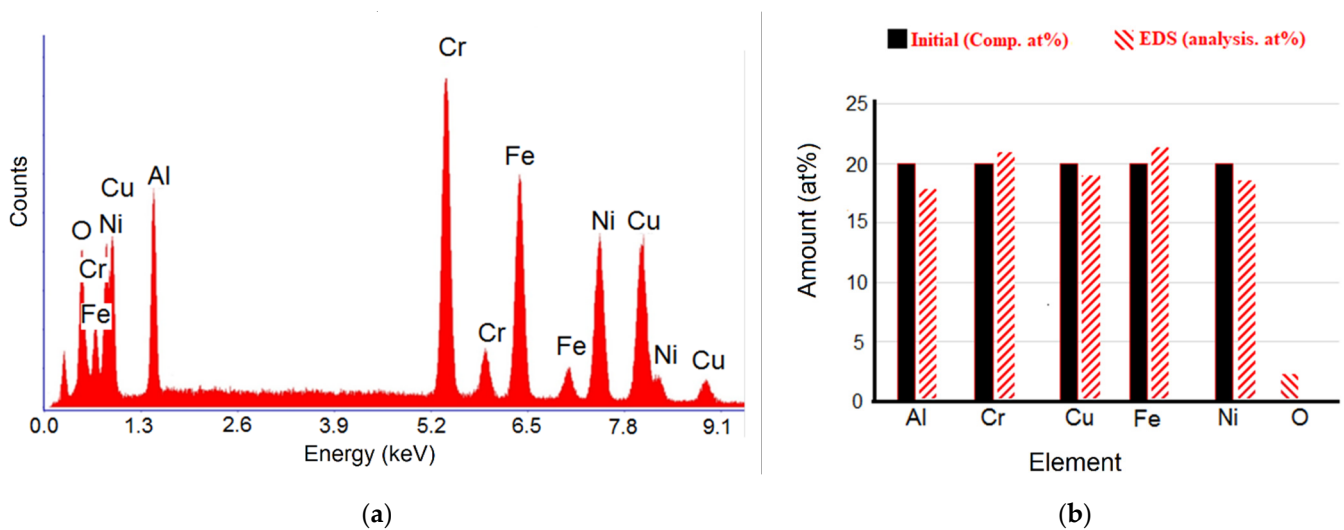 Counts
Cr
Fe
Al
Cu
O
Ni
Cr
Fe
Ni
Cu
Cr
Fe
Ni
Cu
0.0 1.3 2.6 3.9 5.2 6.5 7.8 9.1
Energy (keV)
(a)
Initial (Comp. at%) EDS (analysis. at%)
Amount (at%)
25
20
15
10
5
0
Al Cr Cu Fe Ni O
Element
(b)